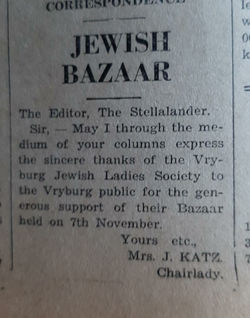 CORRESPONDENCE
JEWISH
BAZAAR
The Editor, The Stellalander.
Sir, — May I through the me-
dium of your columns express
the sincere thanks of the Vry-
burg Jewish Ladies Society to
the Vryburg public for the gen-
erous support of their Bazaar
held on 7th November.
Yours etc.,
Mrs. J. KATZ.
Chairlady.